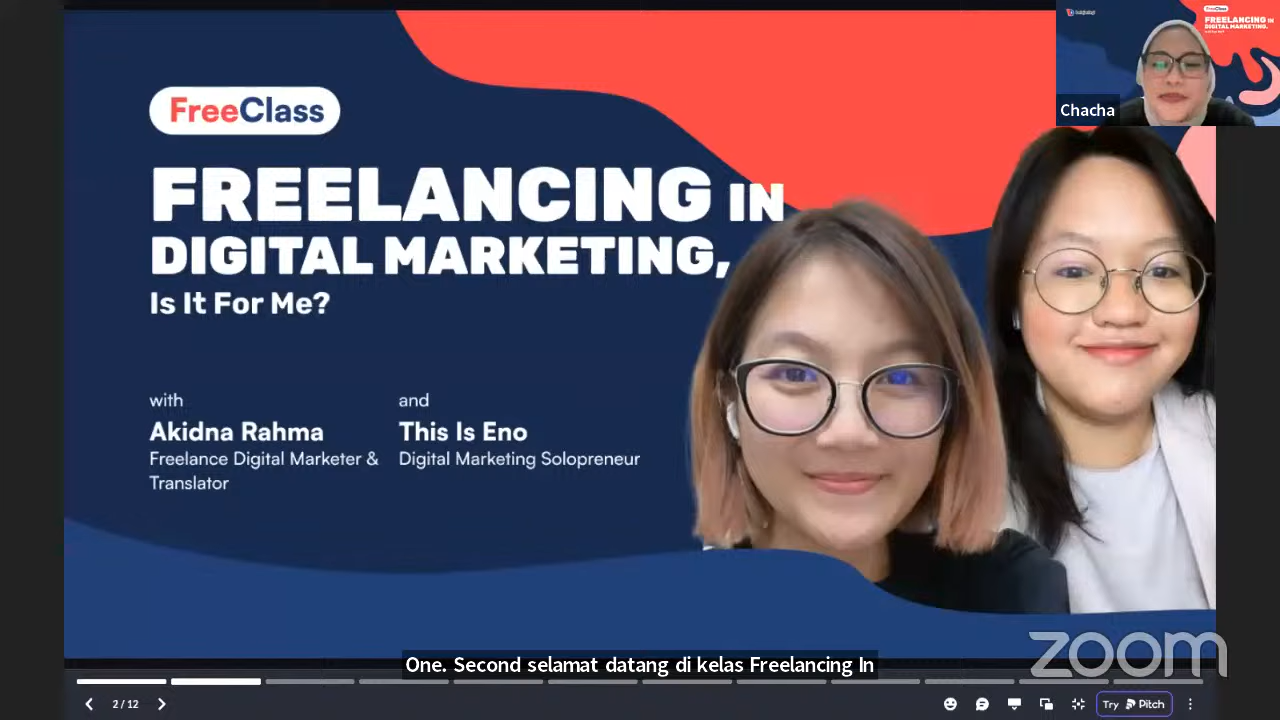 FreeClass
FREELANCING IN
DIGITAL MARKETING,
Is It For Me?
with
Akidna Rahma
Freelance Digital Marketer &
Translator
and
This Is Eno
Digital Marketing Solopreneur
FreeClass
FREELANCING IN
DIGITAL MARKETING,
Chacha
zoom
One. Second selamat datang di kelas Freelancing In
2 / 12
Try Pitch